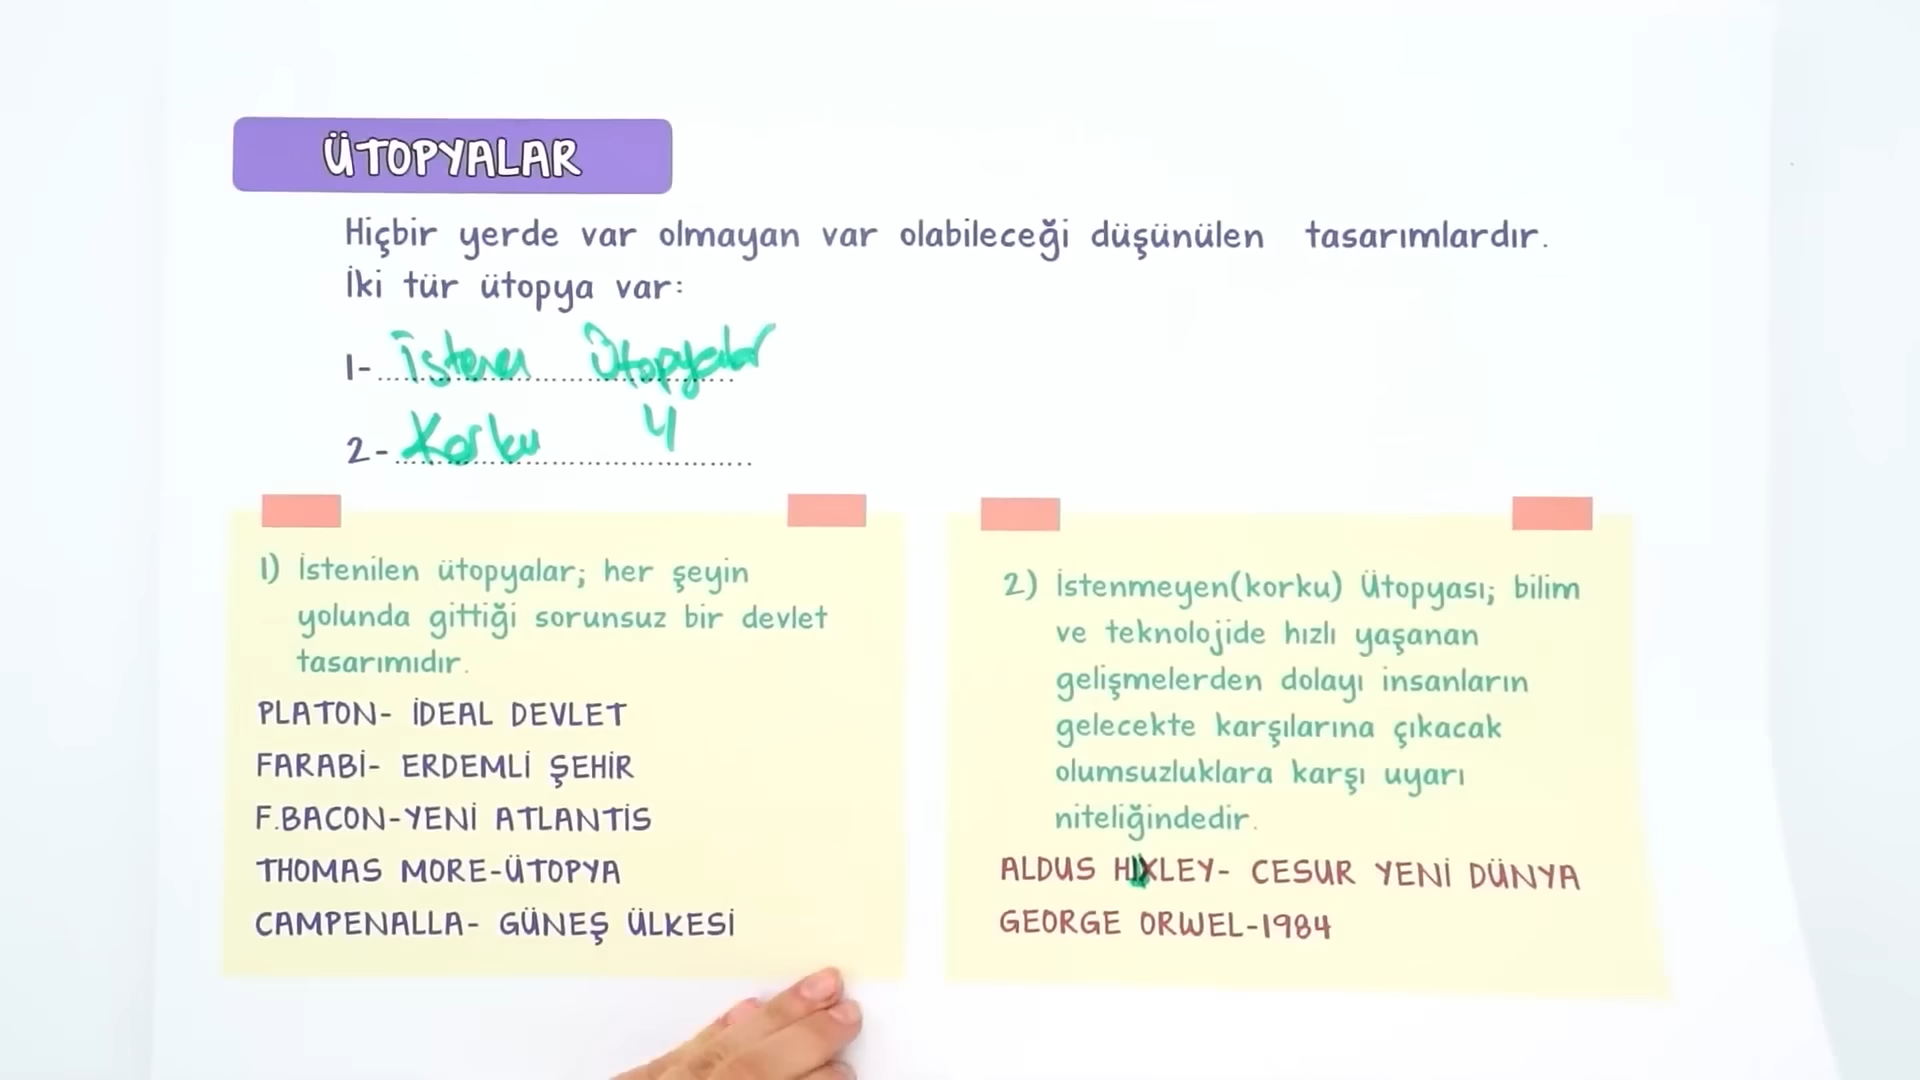 ÜTOPYALAR
Hiçbir yerde var olmayan var olabileceği düşünülen tasarımlardır.
İki tür ütopya var:
1- İstenen Ütopyalar
2- Korku
1) İstenilen ütopyalar; her şeyin
yolunda gittiği sorunsuz bir devlet
tasarımıdır.
PLATON- İDEAL DEVLET
FARABİ- ERDEMLİ ŞEHİR
F.BACON-YENİ ATLANTİS
THOMAS MORE-ÜTOPYA
CAMPENALLA- GÜNEŞ ÜLKESİ
2) İstenmeyen(korku) Ütopyası; bilim
ve teknolojide hızlı yaşanan
gelişmelerden dolayı insanların
gelecekte karşılarına çıkacak
olumsuzluklara karşı uyarı
niteliğindedir.
ALDUS HIXLEY- CESUR YENİ DÜNYA
GEORGE ORWEL-1984